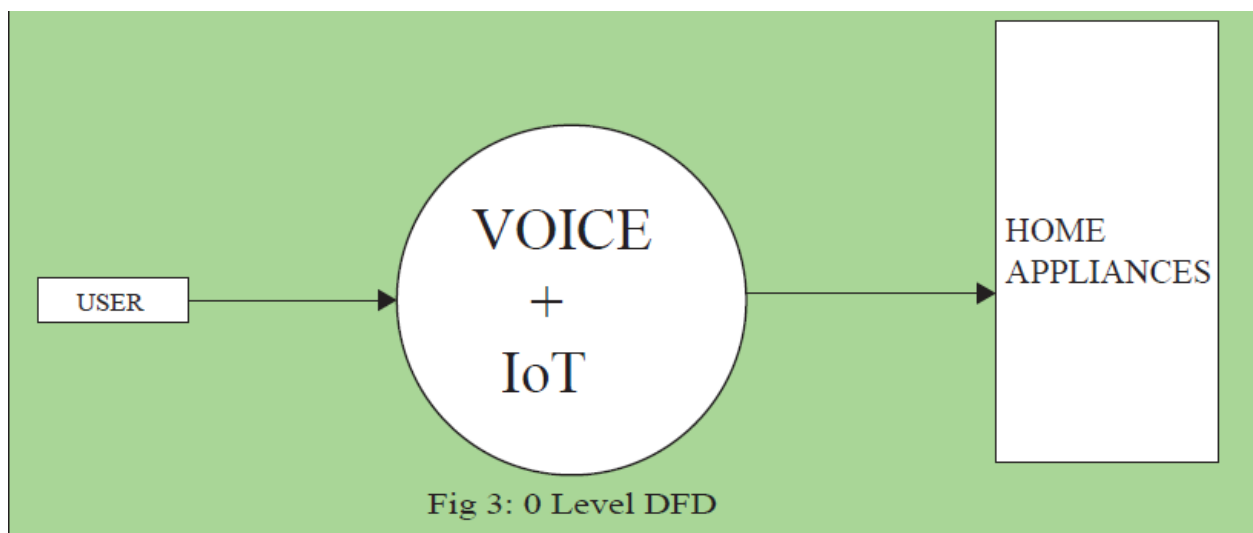 USER
VOICE
+
IoT
HOME
APPLIANCES
Fig 3: 0 Level DFD